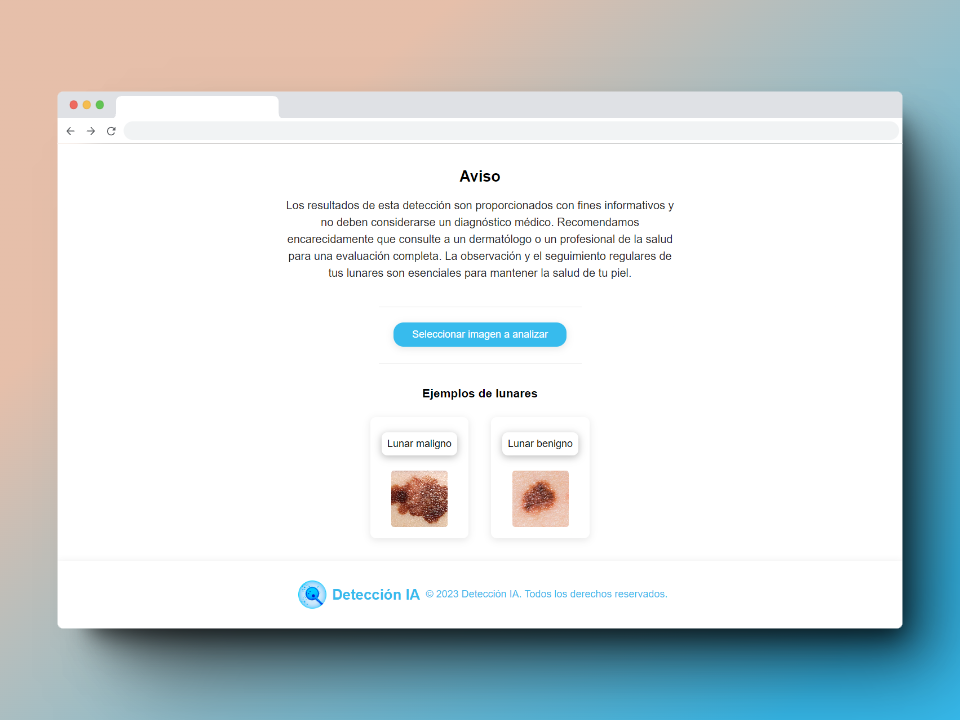 Aviso
Los resultados de esta detección son proporcionados con fines informativos y
no deben considerarse un diagnóstico médico. Recomendamos
encarecidamente que consulte a un dermatólogo o un profesional de la salud
para una evaluación completa. La observación y el seguimiento regulares de
tus lunares son esenciales para mantener la salud de tu piel.
Seleccionar imagen a analizar
Ejemplos de lunares
Lunar maligno
Lunar benigno
Detección IA © 2023 Detección IA. Todos los derechos reservados.